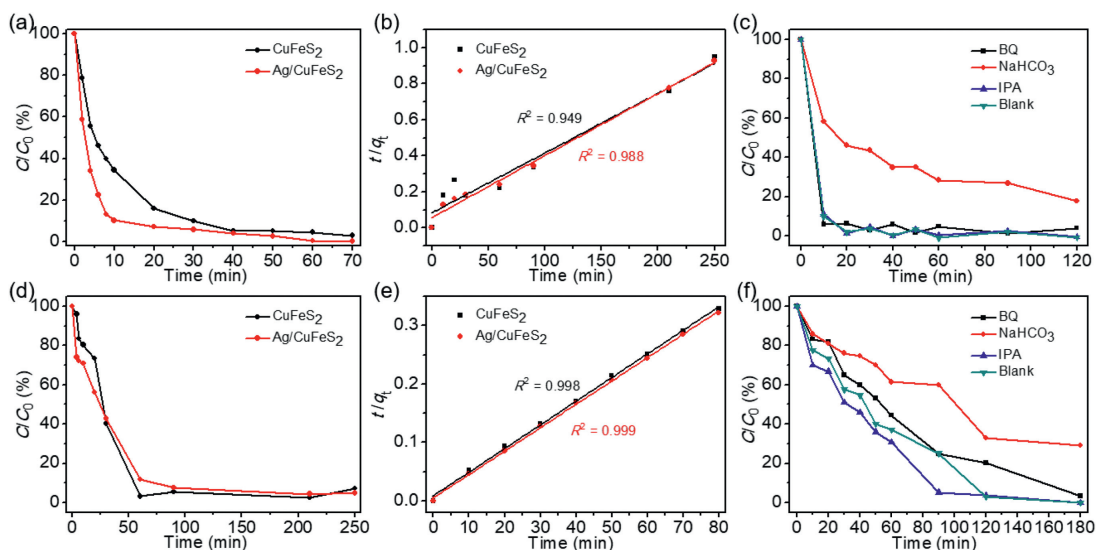 (a)
100
80
60
40
20
0
C/C₀ (%)
CuFeS₂
Ag/CuFeS₂
0 10 20 30 40 50 60 70
Time (min)
(b)
1.0
0.8
0.6
0.4
0.2
0.0
t/qₜ
CuFeS₂
Ag/CuFeS₂
R² = 0.949
R² = 0.988
0 50 100 150 200 250
Time (min)
(c)
100
80
60
40
20
0
C/C₀ (%)
BQ
NaHCO₃
IPA
Blank
0 20 40 60 80 100 120
Time (min)
(d)
100
80
60
40
20
0
C/C₀ (%)
CuFeS₂
Ag/CuFeS₂
0 50 100 150 200 250
Time (min)
(e)
0.3
0.2
0.1
0.0
t/qₜ
CuFeS₂
Ag/CuFeS₂
R² = 0.998
R² = 0.999
0 10 20 30 40 50 60 70 80
Time (min)
(f)
100
80
60
40
20
0
C/C₀ (%)
BQ
NaHCO₃
IPA
Blank
0 20 40 60 80 100 120 140 160 180
Time (min)